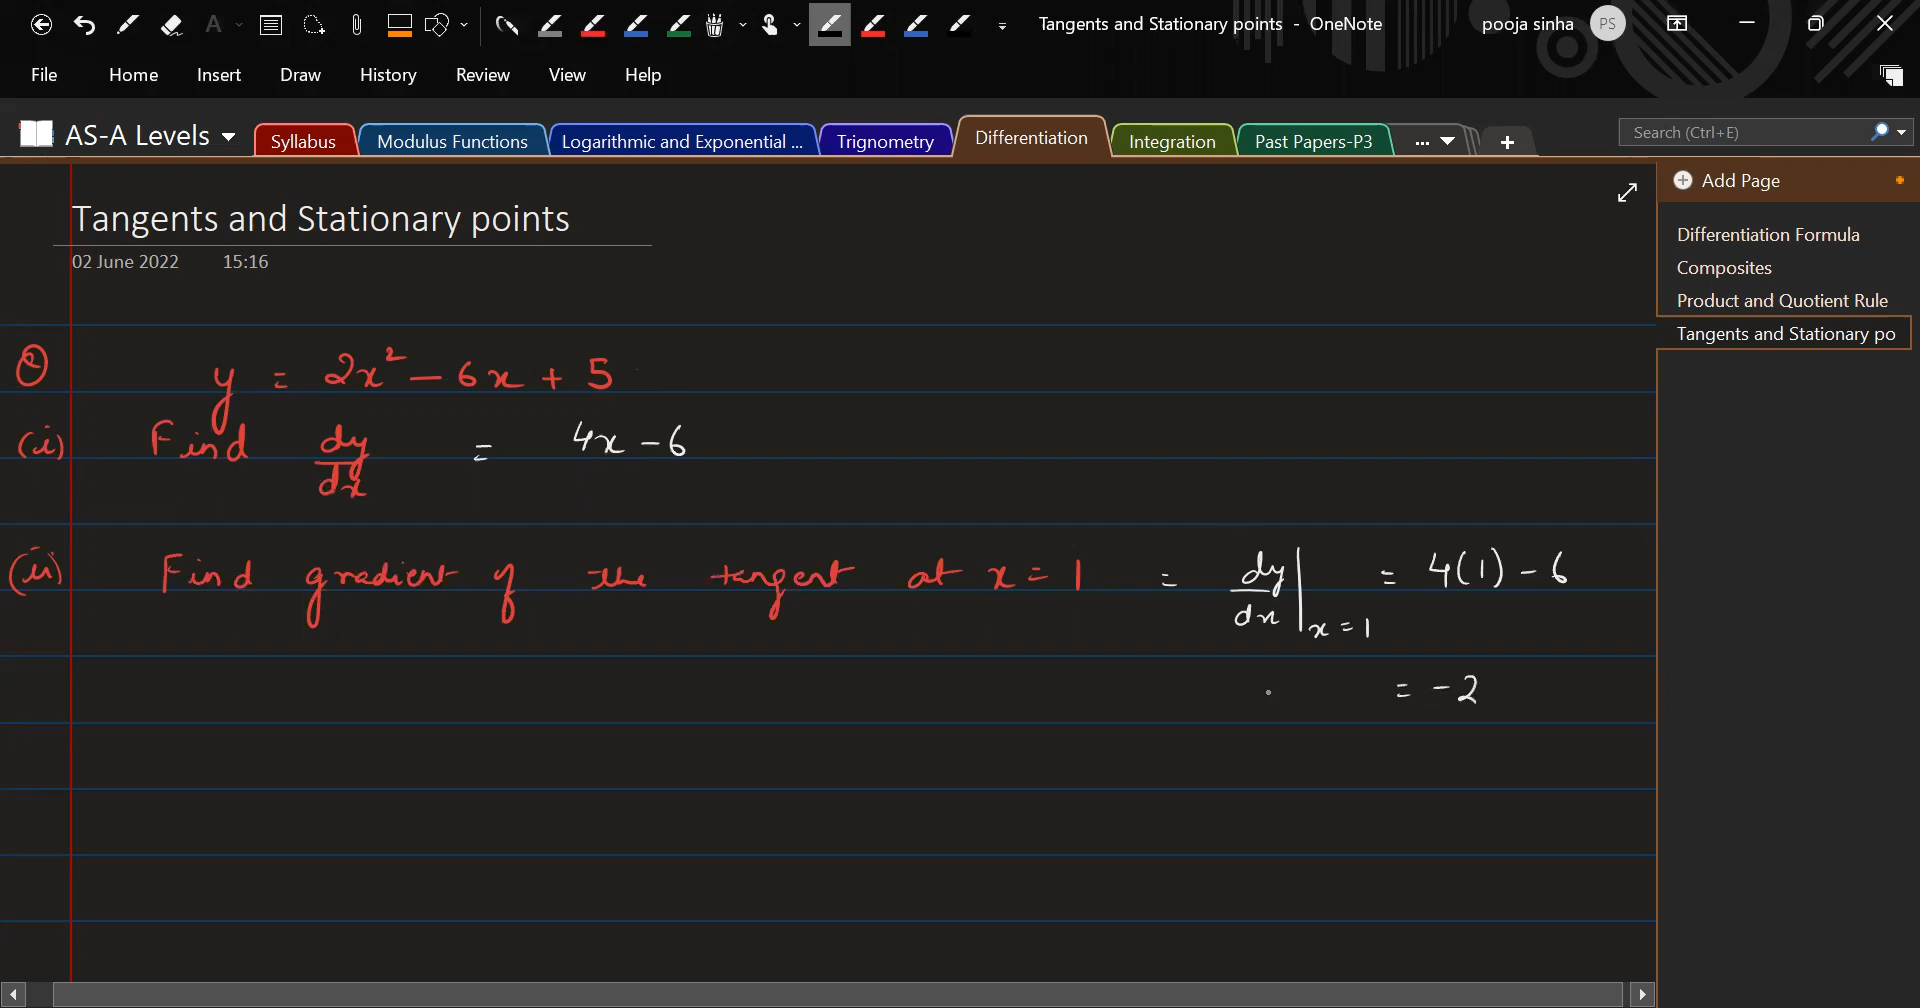 Tangents and Stationary points - OneNote
pooja sinha PS
File Home Insert Draw History Review View Help
AS-A Levels Syllabus Modulus Functions Logarithmic and Exponential ... Trignometry Differentiation Integration Past Papers-P3 ... + Search (Ctrl+E)
Add Page
Differentiation Formula
Composites
Product and Quotient Rule
Tangents and Stationary po
Tangents and Stationary points
02 June 2022 15:16
Q y = 2x² - 6x + 5
(i) Find dy/dx = 4x - 6
(ii) Find gradient of the tangent at x = 1 = dy/dx |x = 1 = 4(1) - 6
= -2